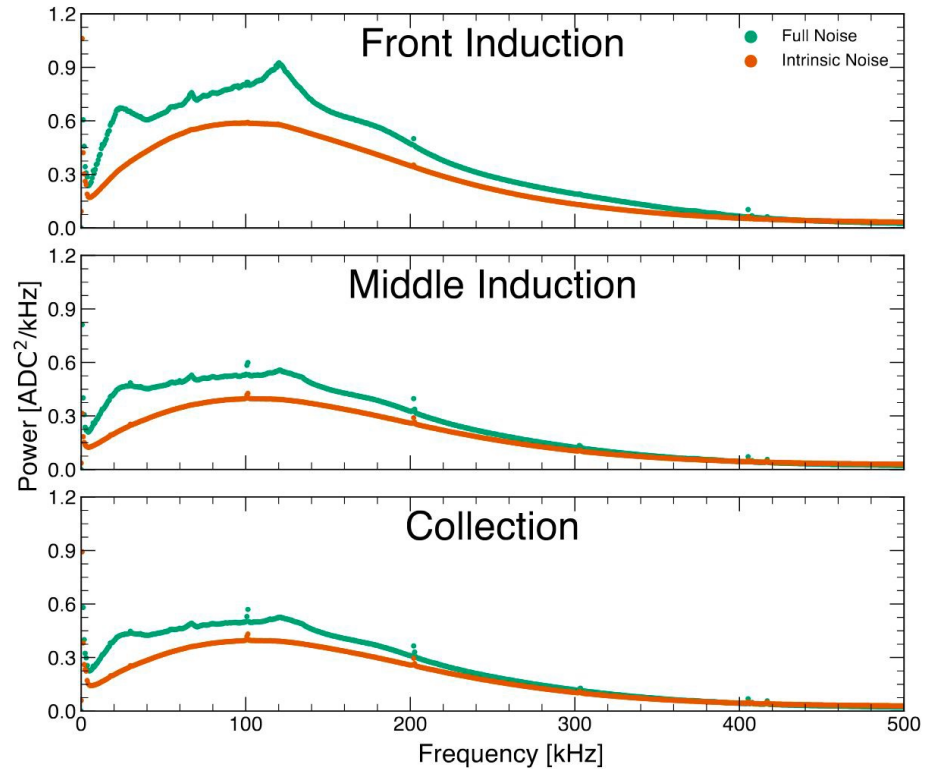 Front Induction
Full Noise
Intrinsic Noise
1.2
0.9
0.6
0.3
0.0
Middle Induction
1.2
0.9
0.6
0.3
0.0
Power [ADC²/kHz]
Collection
1.2
0.9
0.6
0.3
0.0
0 100 200 300 400 500
Frequency [kHz]